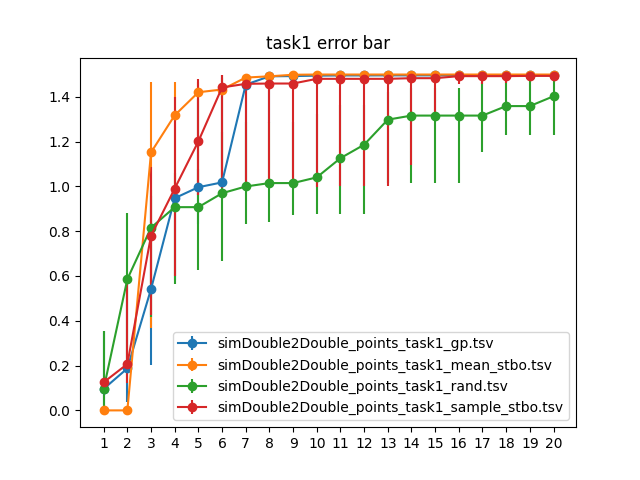 task1 error bar
1.4
1.2
1.0
0.8
0.6
0.4
0.2
0.0
simDouble2Double_points_task1_gp.tsv
simDouble2Double_points_task1_mean_stbo.tsv
simDouble2Double_points_task1_rand.tsv
simDouble2Double_points_task1_sample_stbo.tsv
1 2 3 4 5 6 7 8 9 10 11 12 13 14 15 16 17 18 19 20